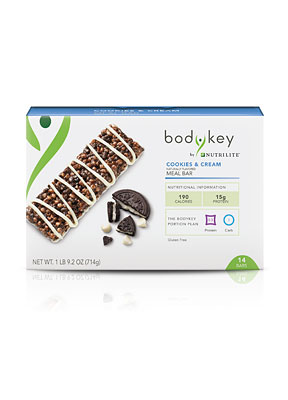 bodykey
by NUTRILITE
COOKIES & CREAM
NATURALLY FLAVORED
MEAL BAR
NUTRITIONAL INFORMATION
190
CALORIES
15g
PROTEIN
THE BODYKEY
PORTION PLAN
Protein
Carb
Gluten Free
NET WT. 1 LB 9.2 OZ (714g)
14
BARS